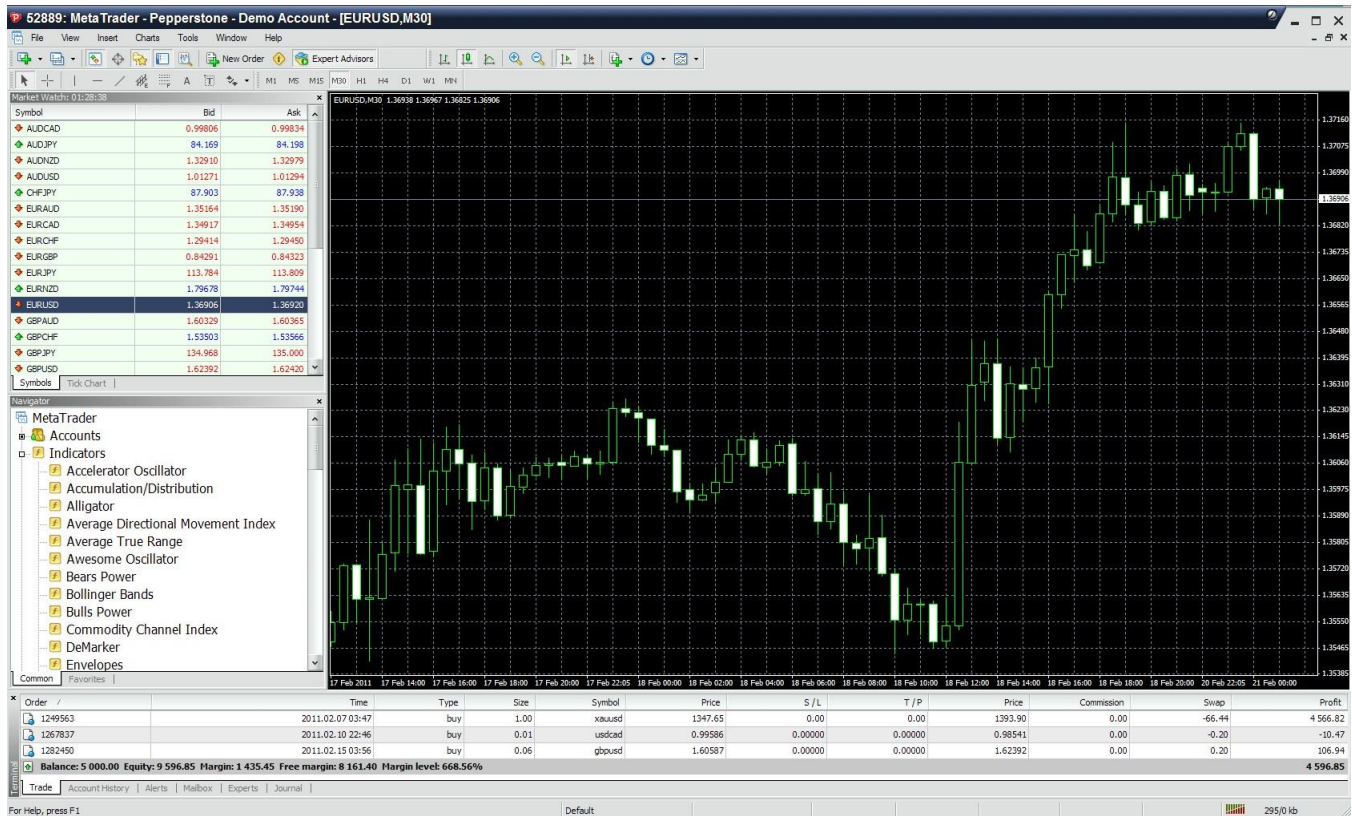 52889: MetaTrader - Pepperstone - Demo Account - [EURUSD,M30]
File View Insert Charts Tools Window Help
New Order Expert Advisors
A T M1 M5 M15 M30 H1 H4 D1 W1 MN
Market Watch: 01:28:38
Symbol Bid Ask
AUDCAD 0.99806 0.99834
AUDJPY 84.169 84.198
AUDNZD 1.32910 1.32979
AUDUSD 1.01271 1.01294
CHFJPY 87.903 87.938
EURAUD 1.35164 1.35190
EURCAD 1.34917 1.34954
EURCHF 1.29414 1.29450
EURGBP 0.84291 0.84323
EURJPY 113.784 113.809
EURNZD 1.79678 1.79744
EURUSD 1.36906 1.36920
GBPAUD 1.60329 1.60365
GBPCHF 1.53503 1.53566
GBPJPY 134.968 135.000
GBPUSD 1.62392 1.62420
Symbols Tick Chart
Navigator
MetaTrader
Accounts
Indicators
Accelerator Oscillator
Accumulation/Distribution
Alligator
Average Directional Movement Index
Average True Range
Awesome Oscillator
Bears Power
Bollinger Bands
Bulls Power
Commodity Channel Index
DeMarker
Envelopes
Common Favorites
EURUSD,M30 1.36938 1.36967 1.36825 1.36906
1.37160
1.37075
1.36990
1.36906
1.36820
1.36735
1.36650
1.36565
1.36480
1.36395
1.36310
1.36230
1.36145
1.36060
1.35975
1.35890
1.35805
1.35720
1.35635
1.35550
1.35465
1.35385
17 Feb 2011 17 Feb 14:00 17 Feb 16:00 17 Feb 18:00 17 Feb 20:00 17 Feb 22:05 18 Feb 00:00 18 Feb 02:00 18 Feb 04:00 18 Feb 06:00 18 Feb 08:00 18 Feb 10:00 18 Feb 12:00 18 Feb 14:00 18 Feb 16:00 18 Feb 18:00 18 Feb 20:00 20 Feb 22:05 21 Feb 00:00
Order / Time Type Size Symbol Price S / L T / P Price Commission Swap Profit
1249563 2011.02.07 03:47 buy 1.00 xauusd 1347.65 0.00 0.00 1393.90 0.00 -66.44 4 566.82
1267837 2011.02.10 22:46 buy 0.01 usdcad 0.99586 0.00000 0.00000 0.98541 0.00 -0.20 -10.47
1282450 2011.02.15 03:56 buy 0.06 gbpusd 1.60587 0.00000 0.00000 1.62392 0.00 0.20 106.94
Balance: 5 000.00 Equity: 9 596.85 Margin: 1 435.45 Free margin: 8 161.40 Margin level: 668.56% 4 596.85
Terminal
Trade Account History Alerts Mailbox Experts Journal
For Help, press F1 Default 295/0 kb